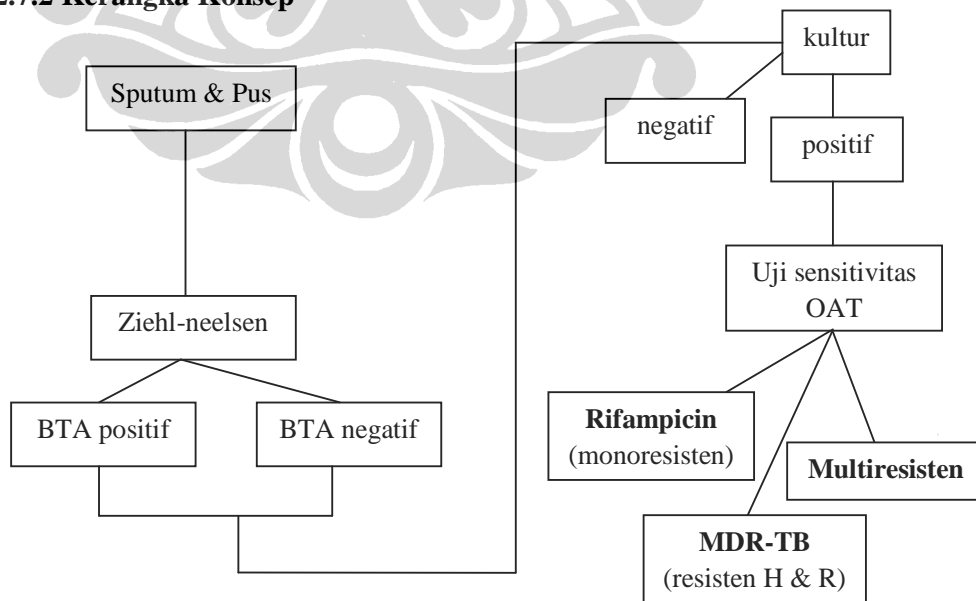 2.7.2 Kerangka Konsep
Sputum & Pus
Ziehl-neelsen
BTA positif
BTA negatif
kultur
negatif
positif
Uji sensitivitas
OAT
Rifampicin
(monoresisten)
Multiresisten
MDR-TB
(resisten H & R)